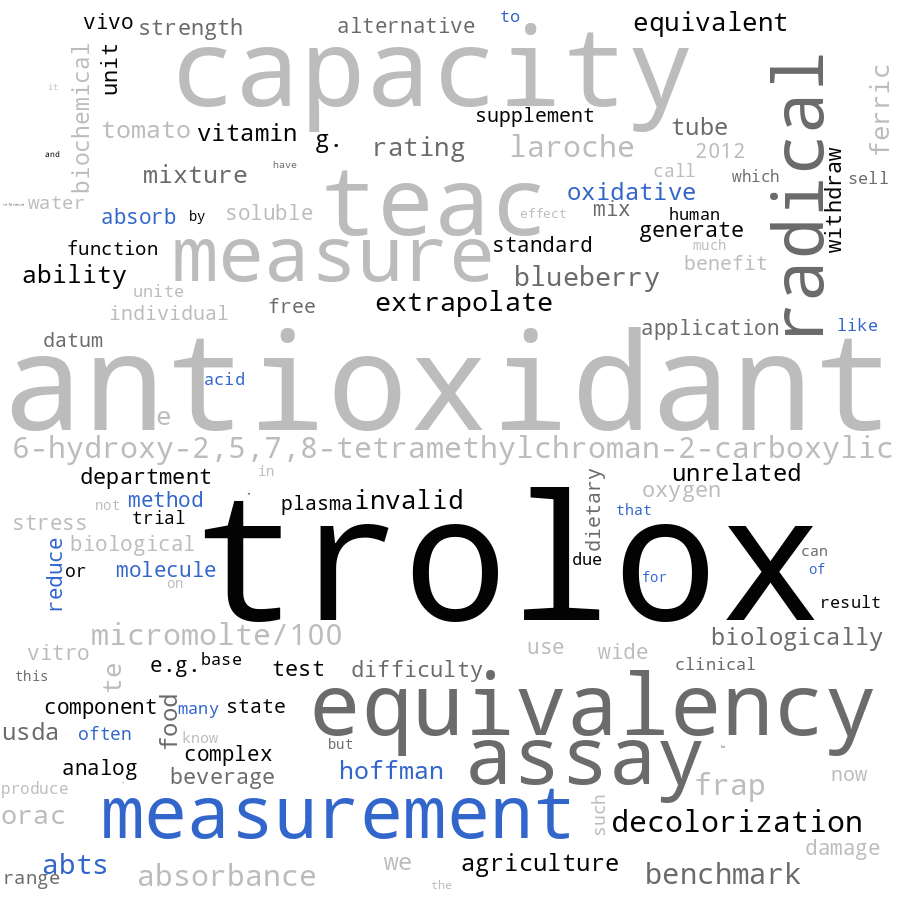 vivo strength alternative to equivalent
capacity
unit
biochemical
it
radical
ferric
supplement
tomato vitamin g. rating laroche tube 2012
and
have
mixture
teac
call which sell
withdraw
water absorb by soluble
oxidative
effect mix human
function measure standard generate much
ability
blueberry benefit
unite
individual free extrapolate
application like
datum
antioxidant
acid
e
6-hydroxy-2,5,7,8-tetramethylchroman-2-carboxylic
department in unrelated
not method plasma invalid dietary oxygen
stress trial
trolox
that
biological
reduce
or molecule on
due can
for of
result
micromolte/100 biologically
vitro use wide
e.g. base test difficulty clinical
this te
component food many state
equivalency
usda often know but
complex assay
analog beverage hoffman frap now
produce
measurement
orac such decolorization
abts damage
range absorbance we agriculture benchmark
the